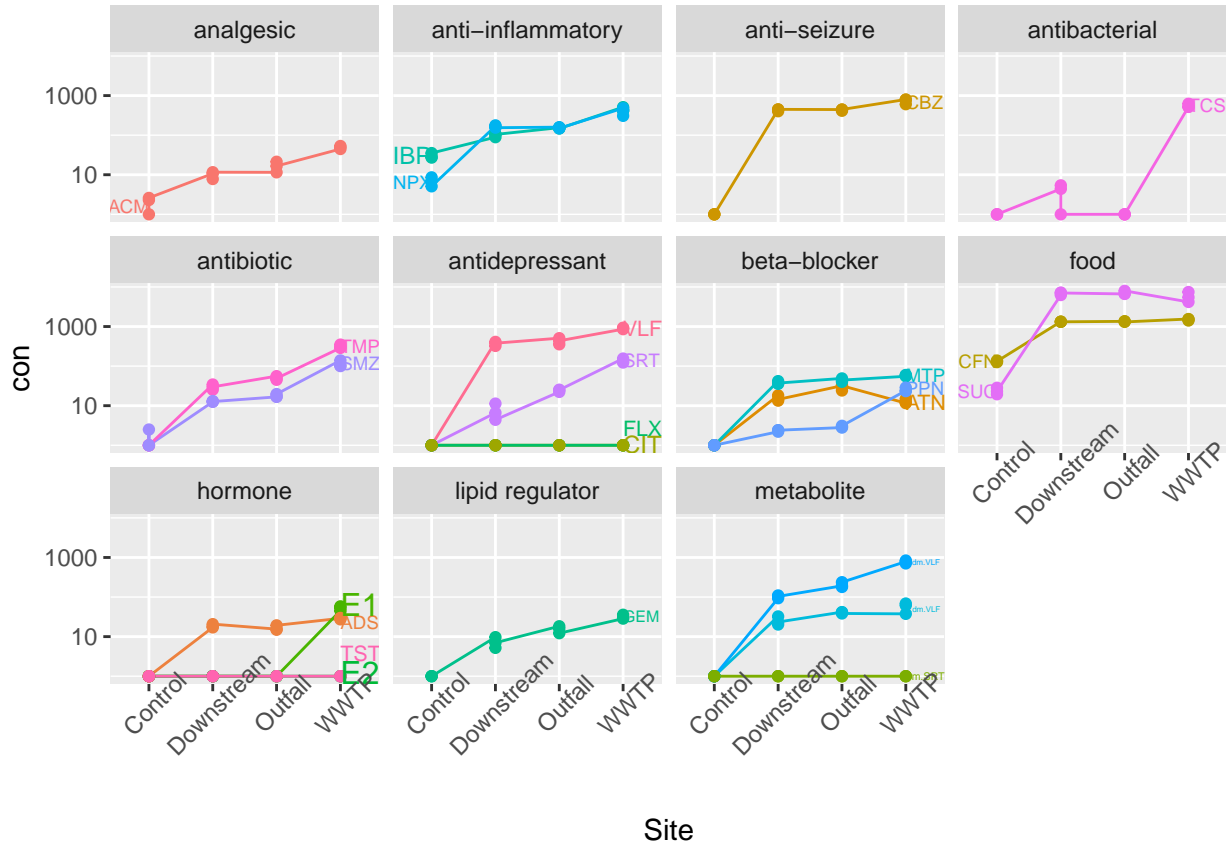 analgesic
anti−inflammatory
anti−seizure
antibacterial
1000
10
ACM
IBP
NPX
CBZ
TCS
antibiotic
antidepressant
beta−blocker
food
1000
10
TMP
SMZ
VLF
SRT
FLX
CIT
MTP
PPN
ATN
CFN
SUC
Control
Downstream
Outfall
WWTP
hormone
lipid regulator
metabolite
1000
10
E1
ADS
TST
E2
GEM
dm.VLF
dm.VLF
m.SRT
Control
Downstream
Outfall
WWTP
Control
Downstream
Outfall
WWTP
Control
Downstream
Outfall
WWTP
con
Site